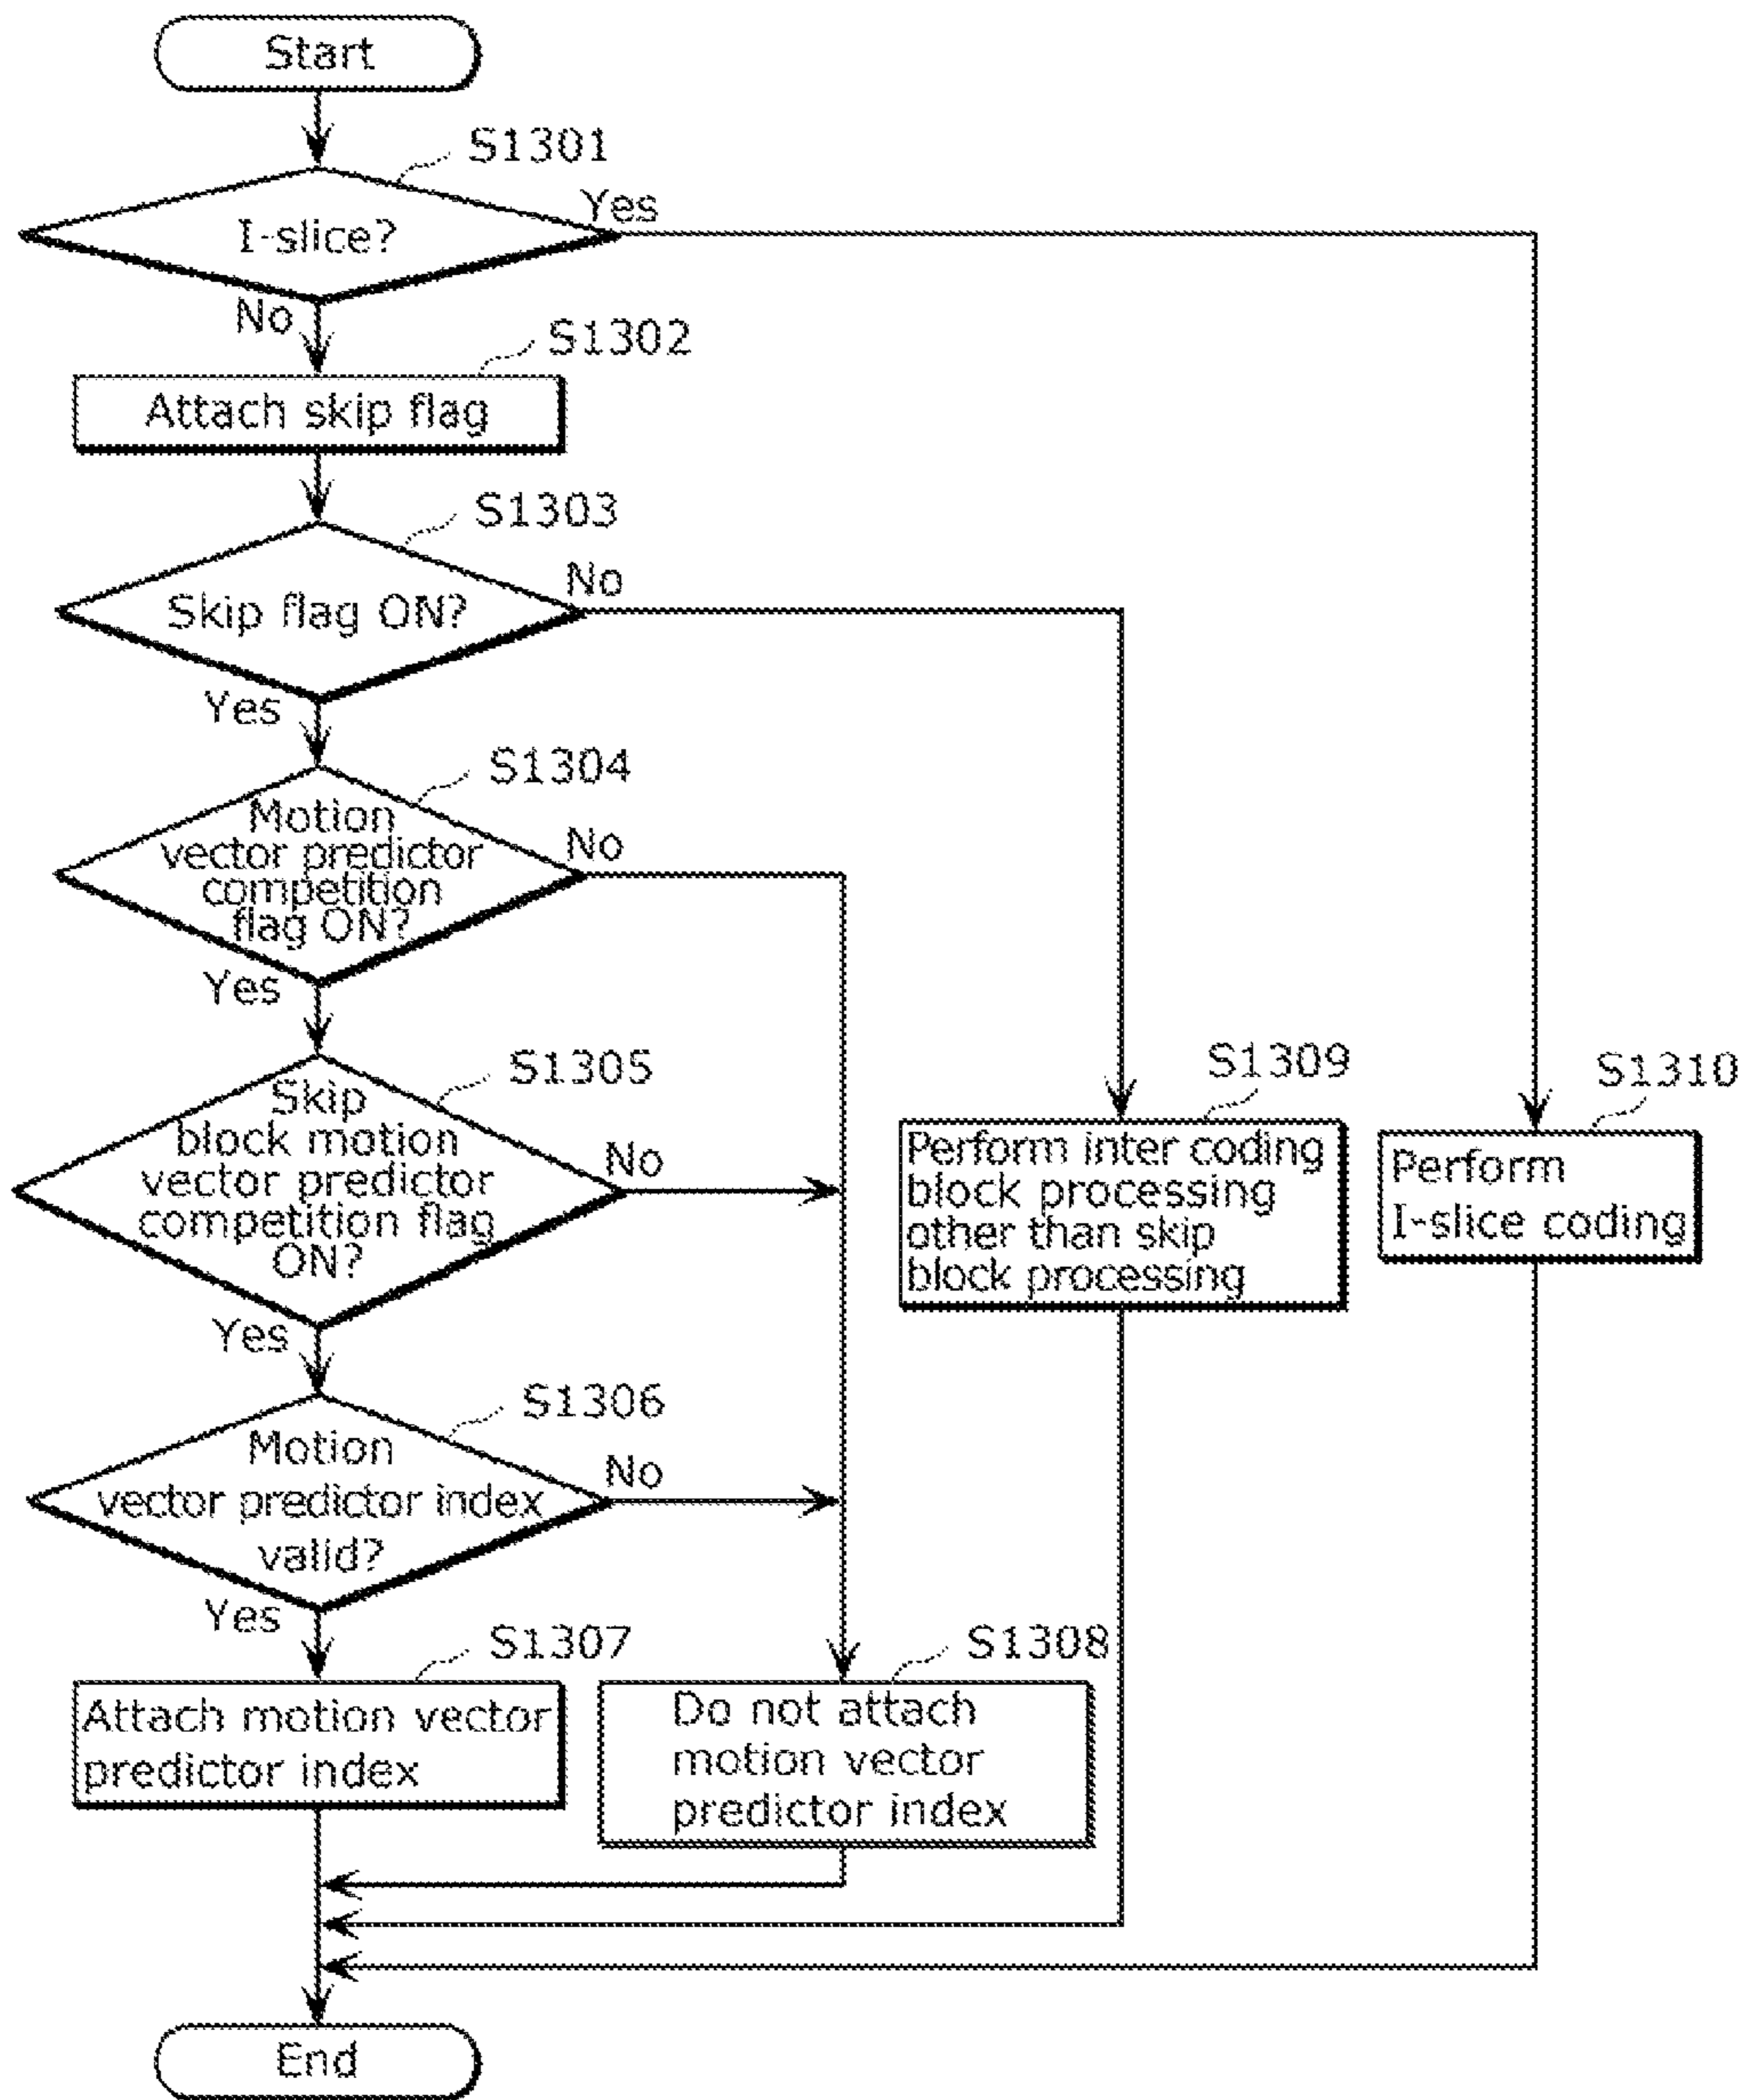 Start
S1301
I-slice?
Yes
No
S1302
Attach skip flag
S1303
Skip flag ON?
No
Yes
S1304
Motion
vector predictor
competition
flag ON?
No
Yes
S1305
Skip
block motion
vector predictor
competition flag
ON?
No
Yes
S1306
Motion
vector predictor index
valid?
No
Yes
S1307
Attach motion vector
predictor index
S1308
Do not attach
motion vector
predictor index
S1309
Perform inter coding
block processing
other than skip
block processing
S1310
Perform
I-slice coding
End